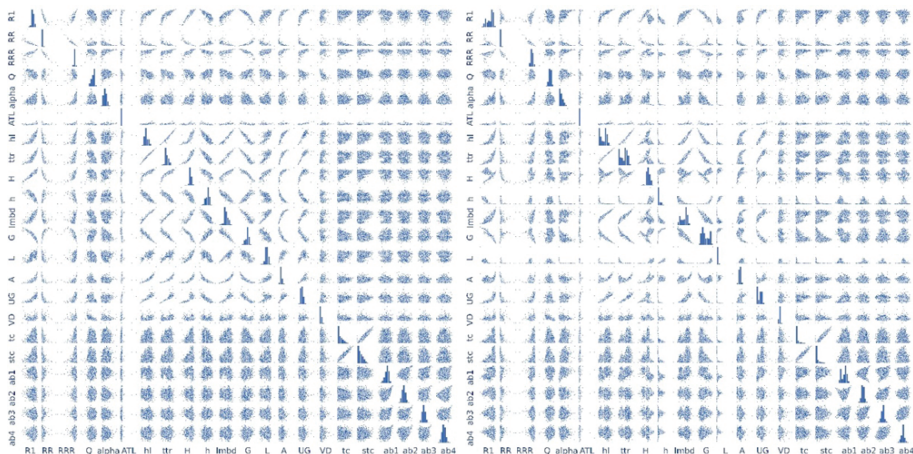 R1
RR
RRR
Q
alpha
ATL
hl
ttr
H
h
lmbd
G
L
A
UG
VD
tc
stc
ab1
ab2
ab3
ab4
R1 RR RRR Q alpha ATL hl ttr H h lmbd G L A UG VD tc stc ab1 ab2 ab3 ab4
R1
RR
RRR
Q
alpha
ATL
hl
ttr
H
h
lmbd
G
L
A
UG
VD
tc
stc
ab1
ab2
ab3
ab4
R1 RR RRR Q alpha ATL hl ttr H h lmbd G L A UG VD tc stc ab1 ab2 ab3 ab4